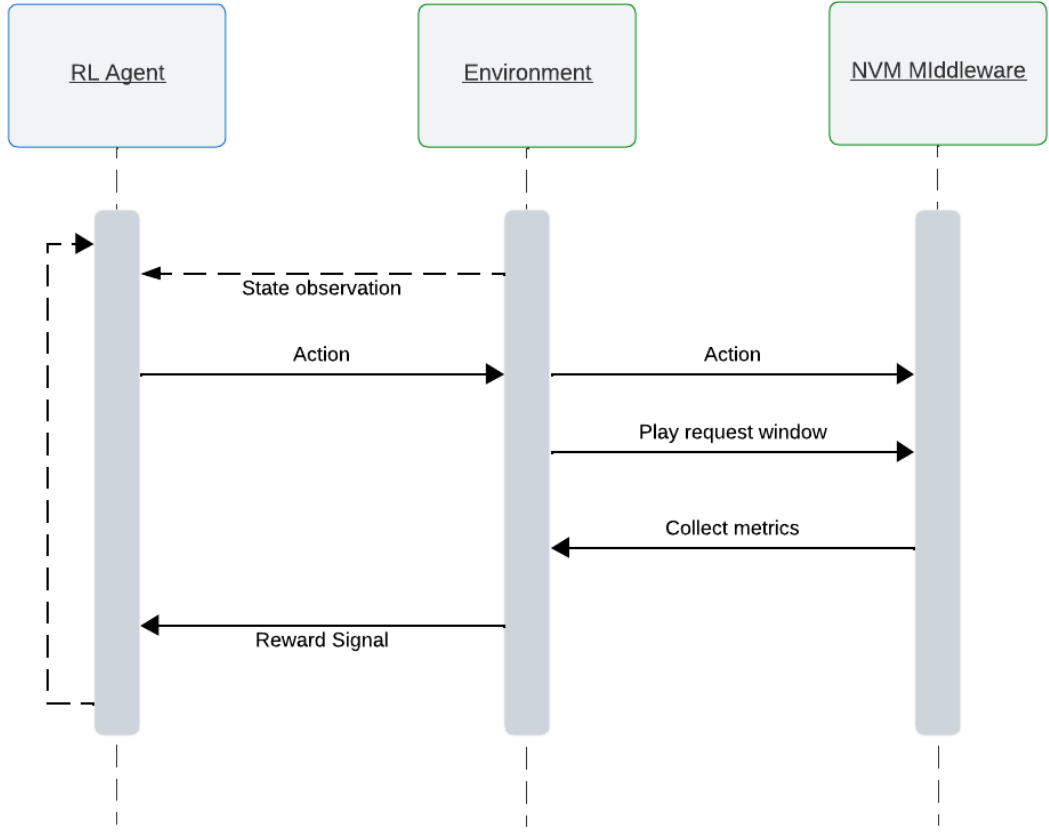 RL Agent
Environment
NVM MIddleware
State observation
Action
Action
Play request window
Collect metrics
Reward Signal